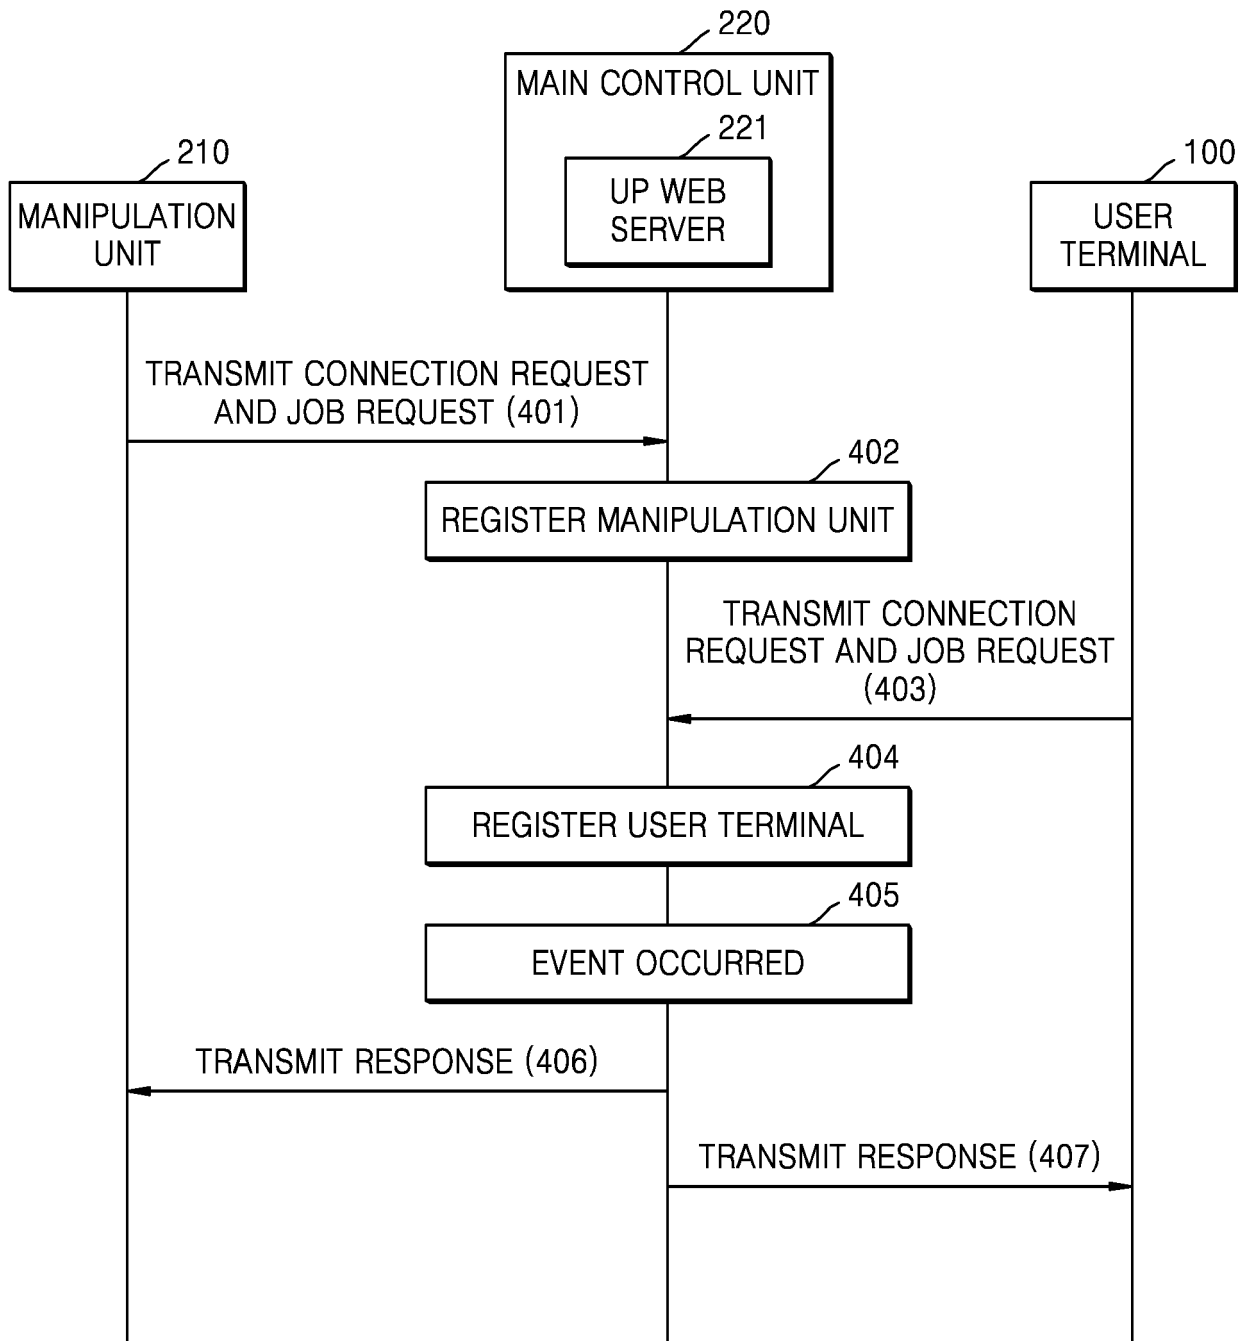 220
MAIN CONTROL UNIT
221
UP WEB
SERVER
210
MANIPULATION
UNIT
100
USER
TERMINAL
TRANSMIT CONNECTION REQUEST
AND JOB REQUEST (401)
402
REGISTER MANIPULATION UNIT
TRANSMIT CONNECTION
REQUEST AND JOB REQUEST
(403)
404
REGISTER USER TERMINAL
405
EVENT OCCURRED
TRANSMIT RESPONSE (406)
TRANSMIT RESPONSE (407)